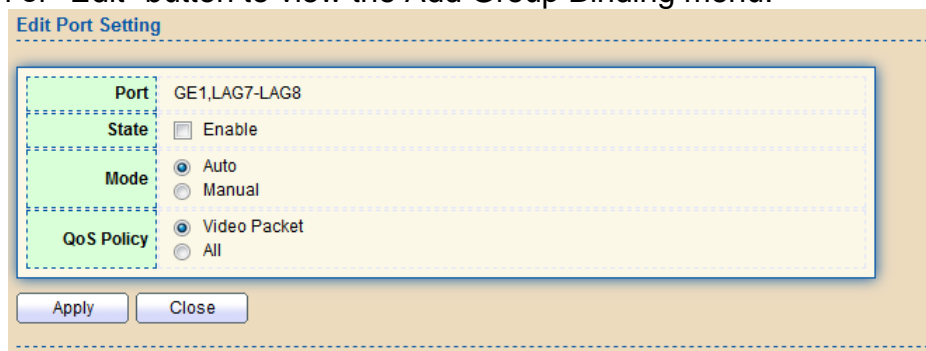 "Edit" button to view the Add Group Binding menu.
Edit Port Setting
Port GE1,LAG7-LAG8
State Enable
Mode Auto
Manual
QoS Policy Video Packet
All
Apply Close